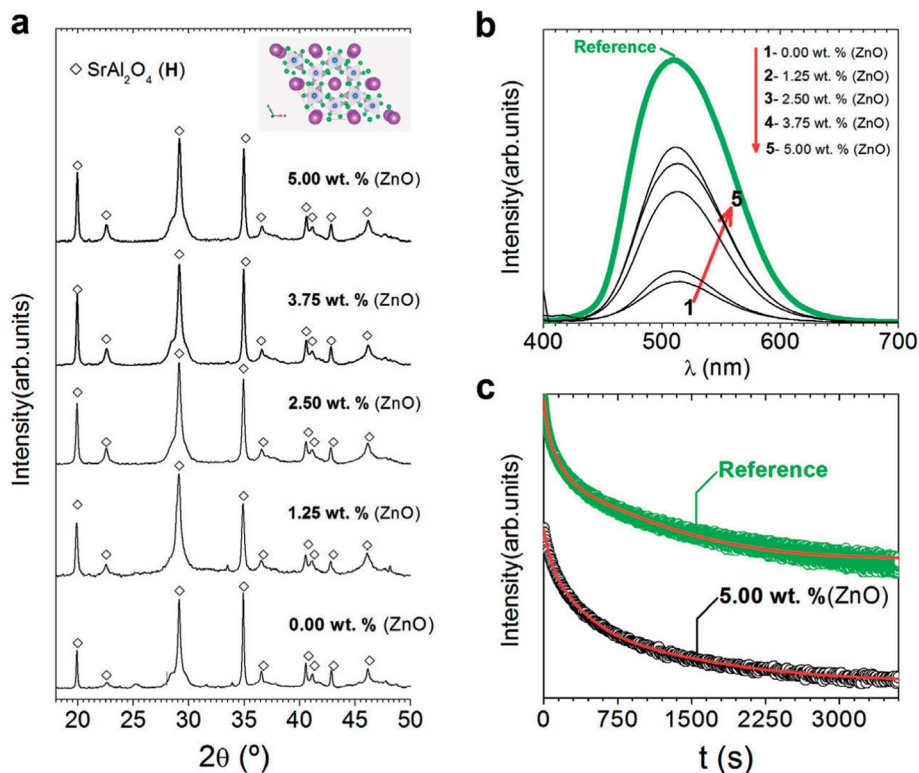 a
◇ SrAl₂O₄ (H)
5.00 wt. % (ZnO)
3.75 wt. % (ZnO)
2.50 wt. % (ZnO)
1.25 wt. % (ZnO)
0.00 wt. % (ZnO)
Intensity(arb.units)
20 25 30 35 40 45 50
2θ (º)
b
Reference
1- 0.00 wt. % (ZnO)
2- 1.25 wt. % (ZnO)
3- 2.50 wt. % (ZnO)
4- 3.75 wt. % (ZnO)
5- 5.00 wt. % (ZnO)
5
1
Intensity(arb.units)
400 500 600 700
λ (nm)
c
Reference
5.00 wt. %(ZnO)
Intensity(arb.units)
0 750 1500 2250 3000
t (s)